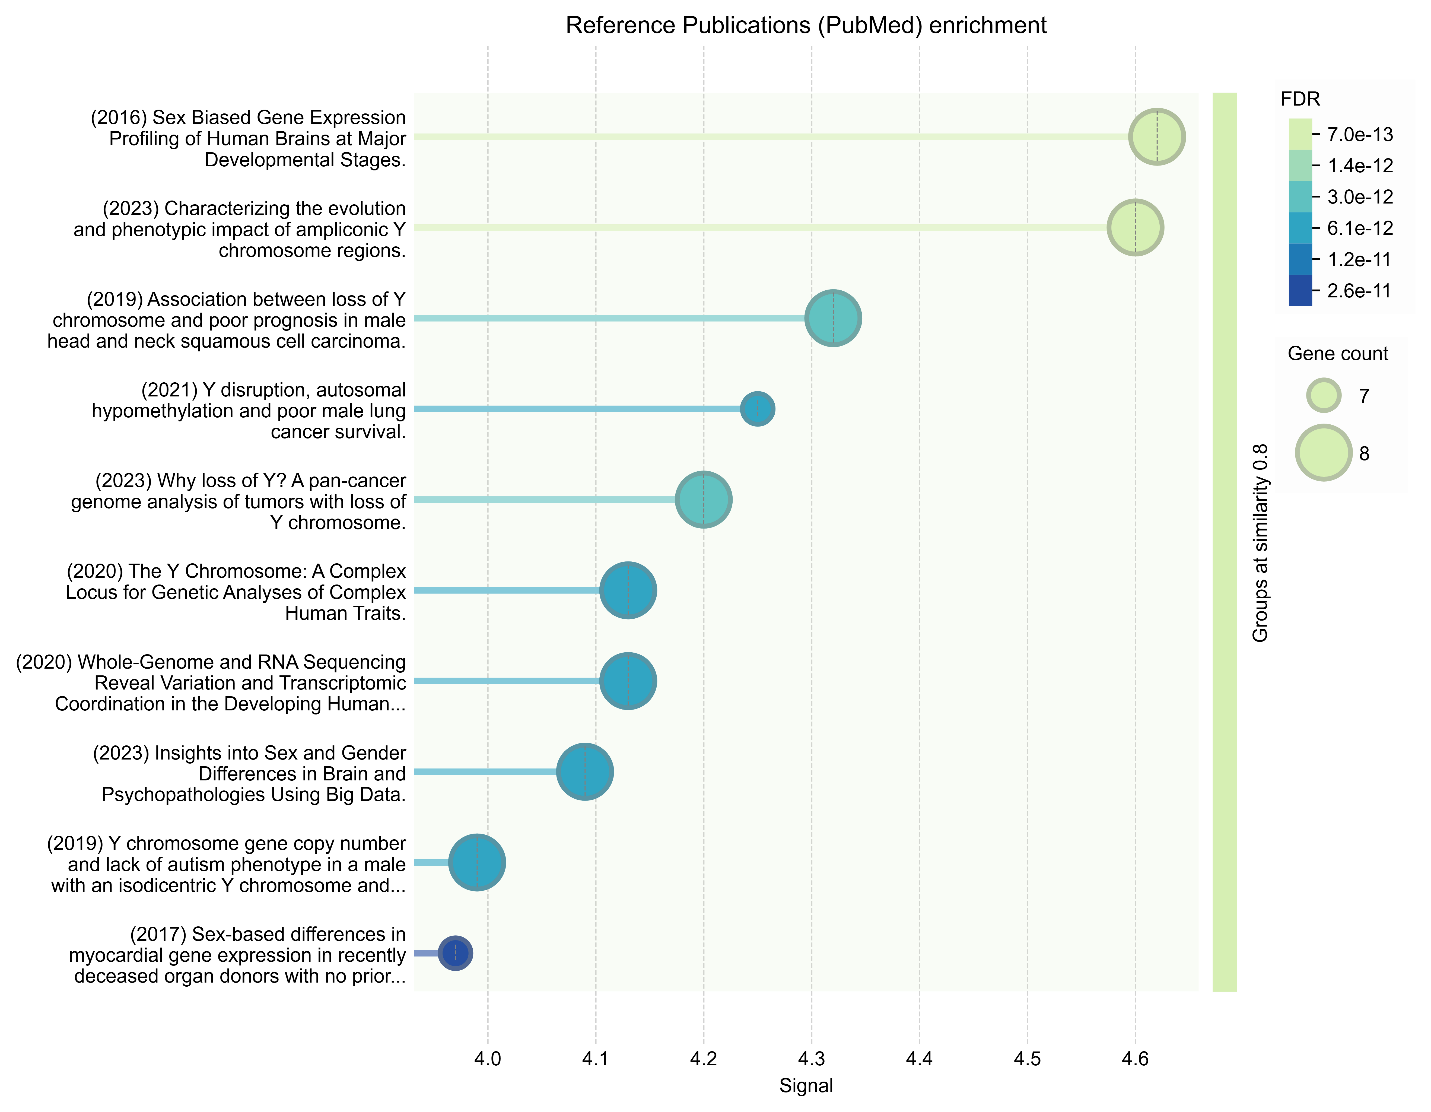 Reference Publications (PubMed) enrichment
(2016) Sex Biased Gene Expression
Profiling of Human Brains at Major
Developmental Stages.
(2023) Characterizing the evolution
and phenotypic impact of ampliconic Y
chromosome regions.
(2019) Association between loss of Y
chromosome and poor prognosis in male
head and neck squamous cell carcinoma.
(2021) Y disruption, autosomal
hypomethylation and poor male lung
cancer survival.
(2023) Why loss of Y? A pan-cancer
genome analysis of tumors with loss of
Y chromosome.
(2020) The Y Chromosome: A Complex
Locus for Genetic Analyses of Complex
Human Traits.
(2020) Whole-Genome and RNA Sequencing
Reveal Variation and Transcriptomic
Coordination in the Developing Human...
(2023) Insights into Sex and Gender
Differences in Brain and
Psychopathologies Using Big Data.
(2019) Y chromosome gene copy number
and lack of autism phenotype in a male
with an isodicentric Y chromosome and...
(2017) Sex-based differences in
myocardial gene expression in recently
deceased organ donors with no prior...
4.0 4.1 4.2 4.3 4.4 4.5 4.6
Signal
Groups at similarity 0.8
FDR
7.0e-13
1.4e-12
3.0e-12
6.1e-12
1.2e-11
2.6e-11
Gene count
7
8